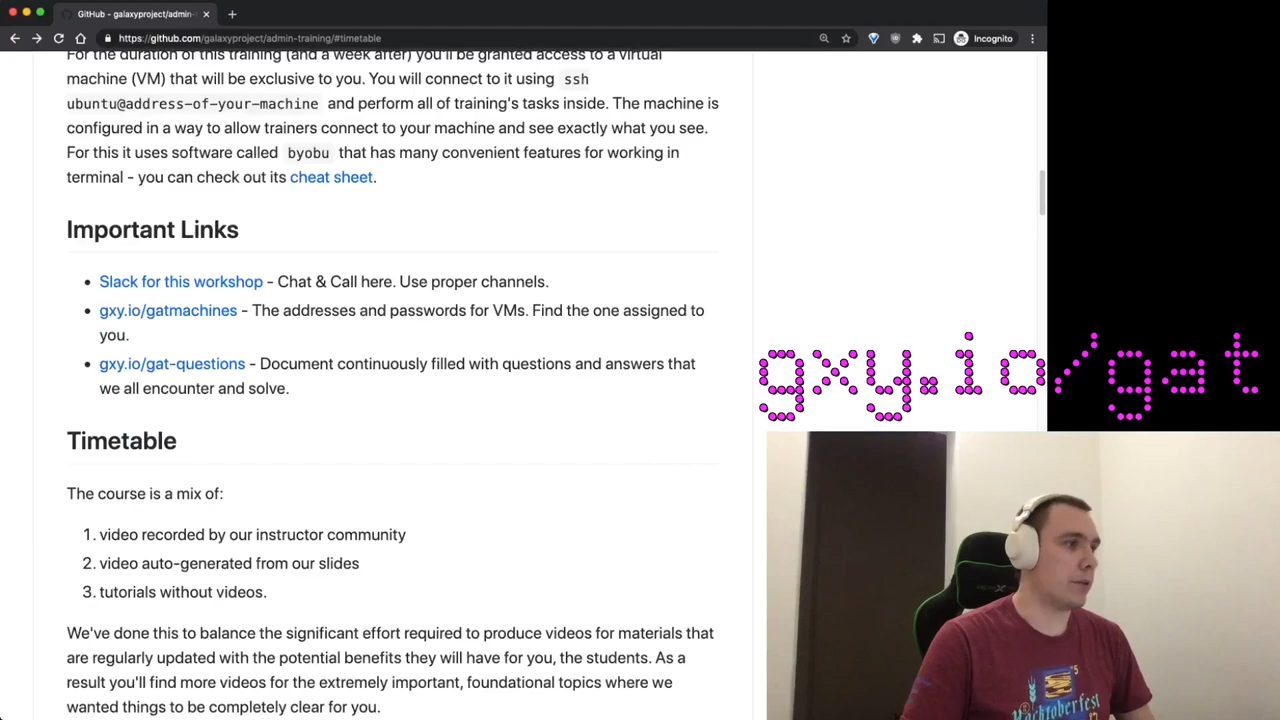 GitHub - galaxyproject/admin-
https://github.com/galaxyproject/admin-training/#timetable
Incognito
For the duration of this training (and a week after) you'll be granted access to a virtual
machine (VM) that will be exclusive to you. You will connect to it using ssh
ubuntu@address-of-your-machine and perform all of training's tasks inside. The machine is
configured in a way to allow trainers connect to your machine and see exactly what you see.
For this it uses software called byobu that has many convenient features for working in
terminal - you can check out its cheat sheet.
Important Links
• Slack for this workshop - Chat & Call here. Use proper channels.
• gxy.io/gatmachines - The addresses and passwords for VMs. Find the one assigned to
you.
• gxy.io/gat-questions - Document continuously filled with questions and answers that
we all encounter and solve.
gxy.io/gat
Timetable
The course is a mix of:
1. video recorded by our instructor community
2. video auto-generated from our slides
3. tutorials without videos.
We've done this to balance the significant effort required to produce videos for materials that
are regularly updated with the potential benefits they will have for you, the students. As a
result you'll find more videos for the extremely important, foundational topics where we
wanted things to be completely clear for you.
Hacktoberfest